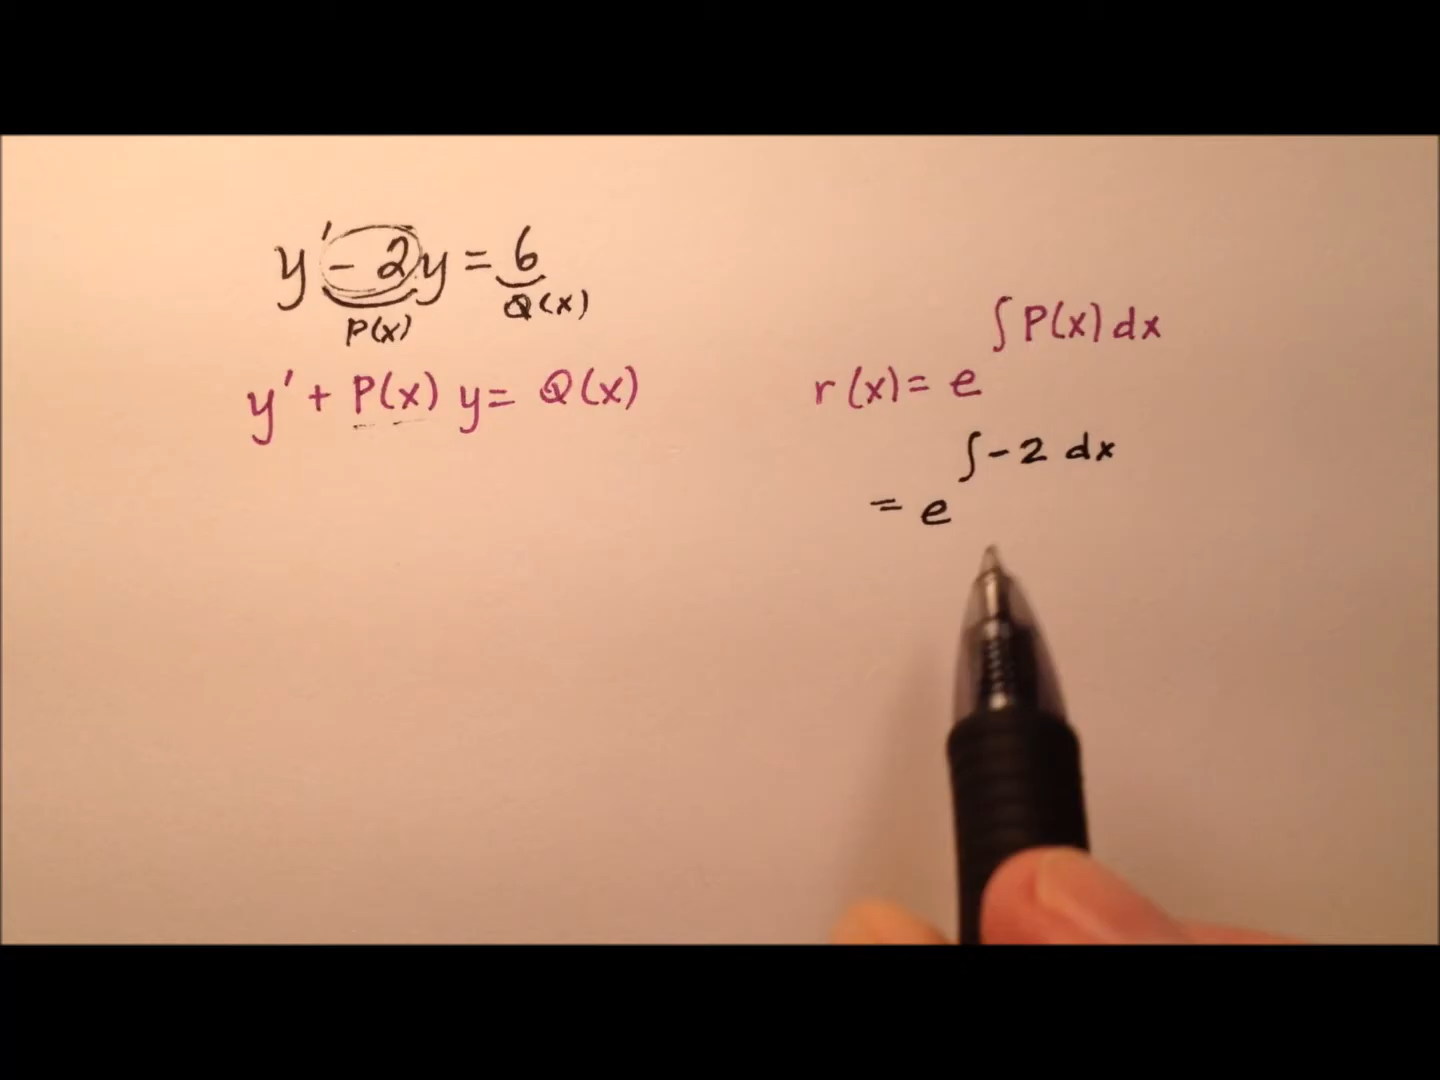 y' - 2y = 6
P(x)
Q(x)
y' + P(x) y = Q(x)
r(x) = e^∫P(x)dx
= e^∫-2 dx